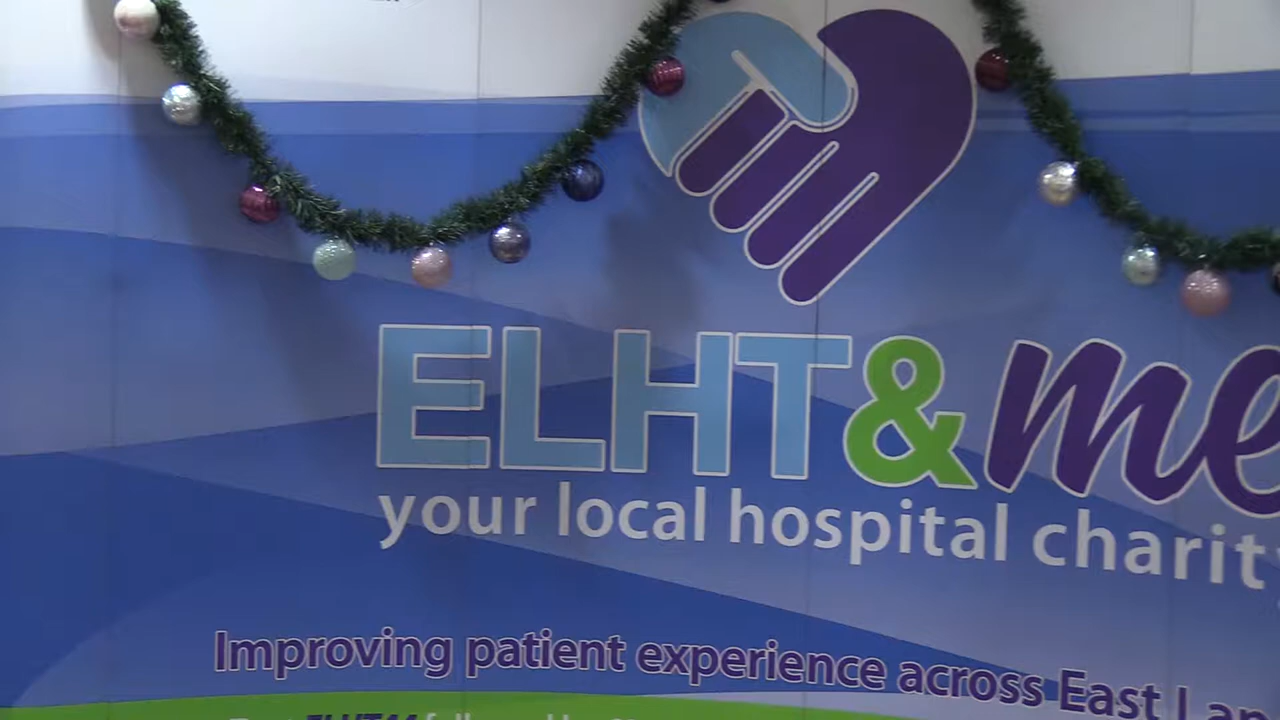 ELHT&me
your local hospital charit
Improving patient experience across East Lan